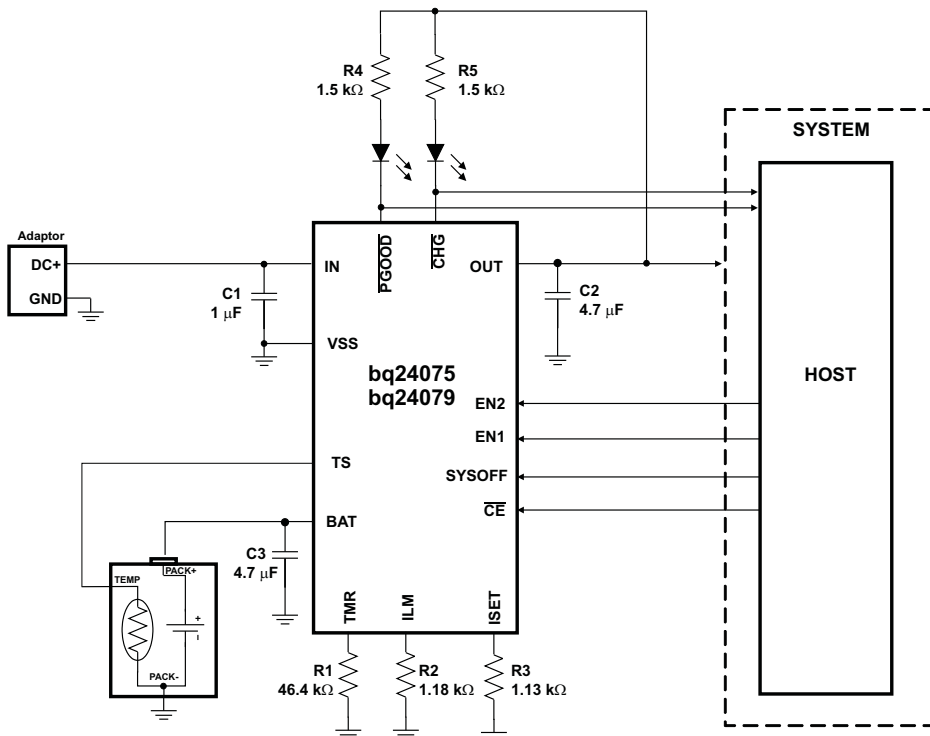 R4
1.5 kΩ
R5
1.5 kΩ
SYSTEM
Adaptor
DC+
GND
C1
1 μF
IN
PGOOD
CHG
OUT
C2
4.7 μF
VSS
bq24075
bq24079
HOST
EN2
EN1
TS
SYSOFF
CE
BAT
C3
4.7 μF
TEMP
PACK+
+
-
PACK-
TMR
ILM
ISET
R1
46.4 kΩ
R2
1.18 kΩ
R3
1.13 kΩ